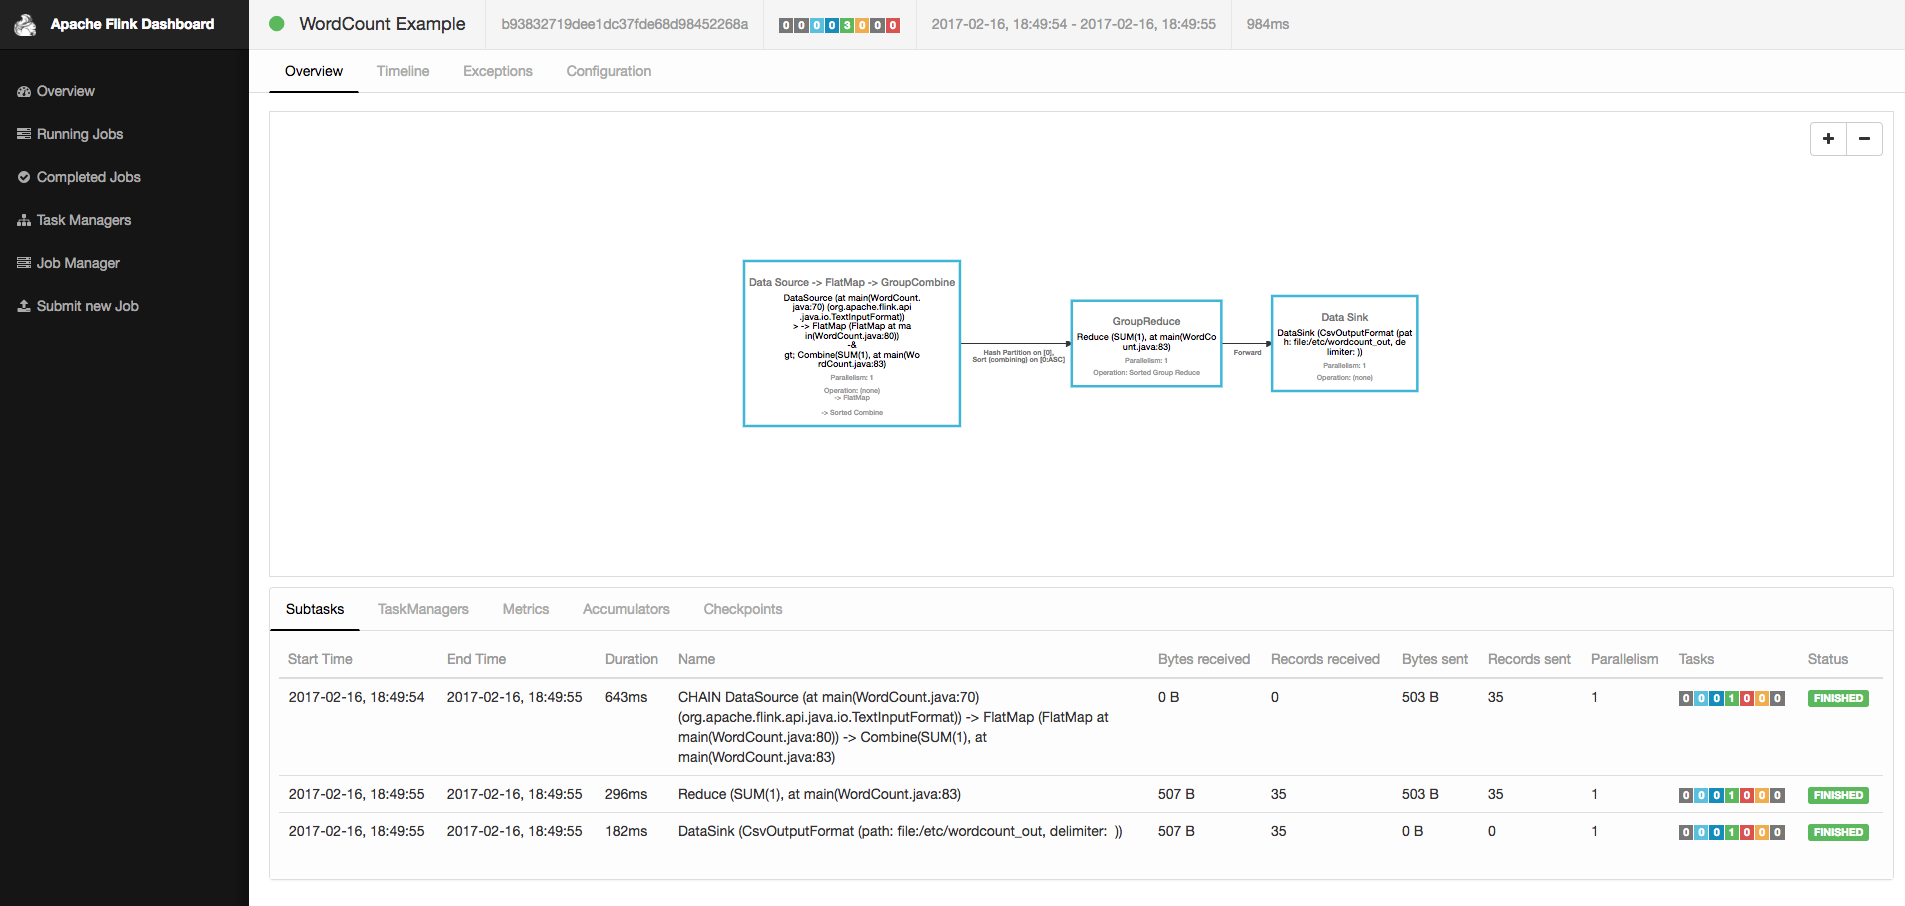 Apache Flink Dashboard
Overview
Running Jobs
Completed Jobs
Task Managers
Job Manager
Submit new Job
WordCount Example
b93832719dee1dc37fde68d98452268a
0 0 0 0 3 0 0 0
2017-02-16, 18:49:54 - 2017-02-16, 18:49:55
984ms
Overview Timeline Exceptions Configuration
+ −
Data Source -> FlatMap -> GroupCombine
DataSource (at main(WordCount.
java:70) (org.apache.flink.api
.java.io.TextInputFormat))
> -> FlatMap (FlatMap at ma
in(WordCount.java:80))
-&
gt; Combine(SUM(1), at main(Wo
rdCount.java:83)
Parallelism: 1
Operation: (none)
-> FlatMap
-> Sorted Combine
Hash Partition on [0],
Sort (combining) on [0:ASC]
GroupReduce
Reduce (SUM(1), at main(WordCo
unt.java:83)
Parallelism: 1
Operation: Sorted Group Reduce
Forward
Data Sink
DataSink (CsvOutputFormat (pat
h: file:/etc/wordcount_out, de
limiter: ))
Parallelism: 1
Operation: (none)
Subtasks TaskManagers Metrics Accumulators Checkpoints
Start Time End Time Duration Name Bytes received Records received Bytes sent Records sent Parallelism Tasks Status
2017-02-16, 18:49:54 2017-02-16, 18:49:55 643ms CHAIN DataSource (at main(WordCount.java:70) 0 B 0 503 B 35 1 0 0 0 1 0 0 0 FINISHED
(org.apache.flink.api.java.io.TextInputFormat)) -> FlatMap (FlatMap at
main(WordCount.java:80)) -> Combine(SUM(1), at
main(WordCount.java:83)
2017-02-16, 18:49:55 2017-02-16, 18:49:55 296ms Reduce (SUM(1), at main(WordCount.java:83) 507 B 35 503 B 35 1 0 0 0 1 0 0 0 FINISHED
2017-02-16, 18:49:55 2017-02-16, 18:49:55 182ms DataSink (CsvOutputFormat (path: file:/etc/wordcount_out, delimiter: )) 507 B 35 0 B 0 1 0 0 0 1 0 0 0 FINISHED